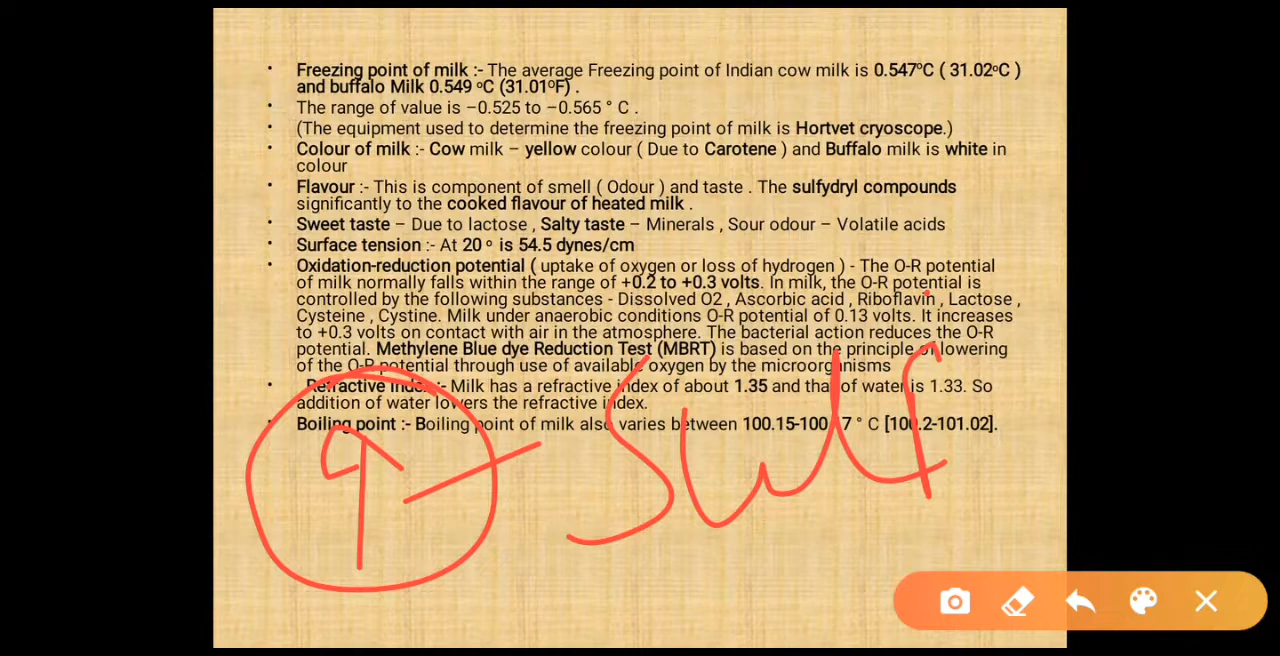 • Freezing point of milk :- The average Freezing point of Indian cow milk is 0.547°C ( 31.02°C )
and buffalo Milk 0.549 °C (31.01°F) .
• The range of value is –0.525 to –0.565 ° C .
• (The equipment used to determine the freezing point of milk is Hortvet cryoscope.)
• Colour of milk :- Cow milk – yellow colour ( Due to Carotene ) and Buffalo milk is white in
colour
• Flavour :- This is component of smell ( Odour ) and taste . The sulfydryl compounds
significantly to the cooked flavour of heated milk .
• Sweet taste – Due to lactose , Salty taste – Minerals , Sour odour – Volatile acids
• Surface tension :- At 20 ° is 54.5 dynes/cm
• Oxidation-reduction potential ( uptake of oxygen or loss of hydrogen ) - The O-R potential
of milk normally falls within the range of +0.2 to +0.3 volts. In milk, the O-R potential is
controlled by the following substances - Dissolved O2 , Ascorbic acid , Riboflavin , Lactose ,
Cysteine , Cystine. Milk under anaerobic conditions O-R potential of 0.13 volts. It increases
to +0.3 volts on contact with air in the atmosphere. The bacterial action reduces the O-R
potential. Methylene Blue dye Reduction Test (MBRT) is based on the principle of lowering
of the O-R potential through use of available oxygen by the microorganisms
• Refractive Index :- Milk has a refractive index of about 1.35 and that of water is 1.33. So
addition of water lowers the refractive index.
• Boiling point :- Boiling point of milk also varies between 100.15-100 7 ° C [100.2-101.02].